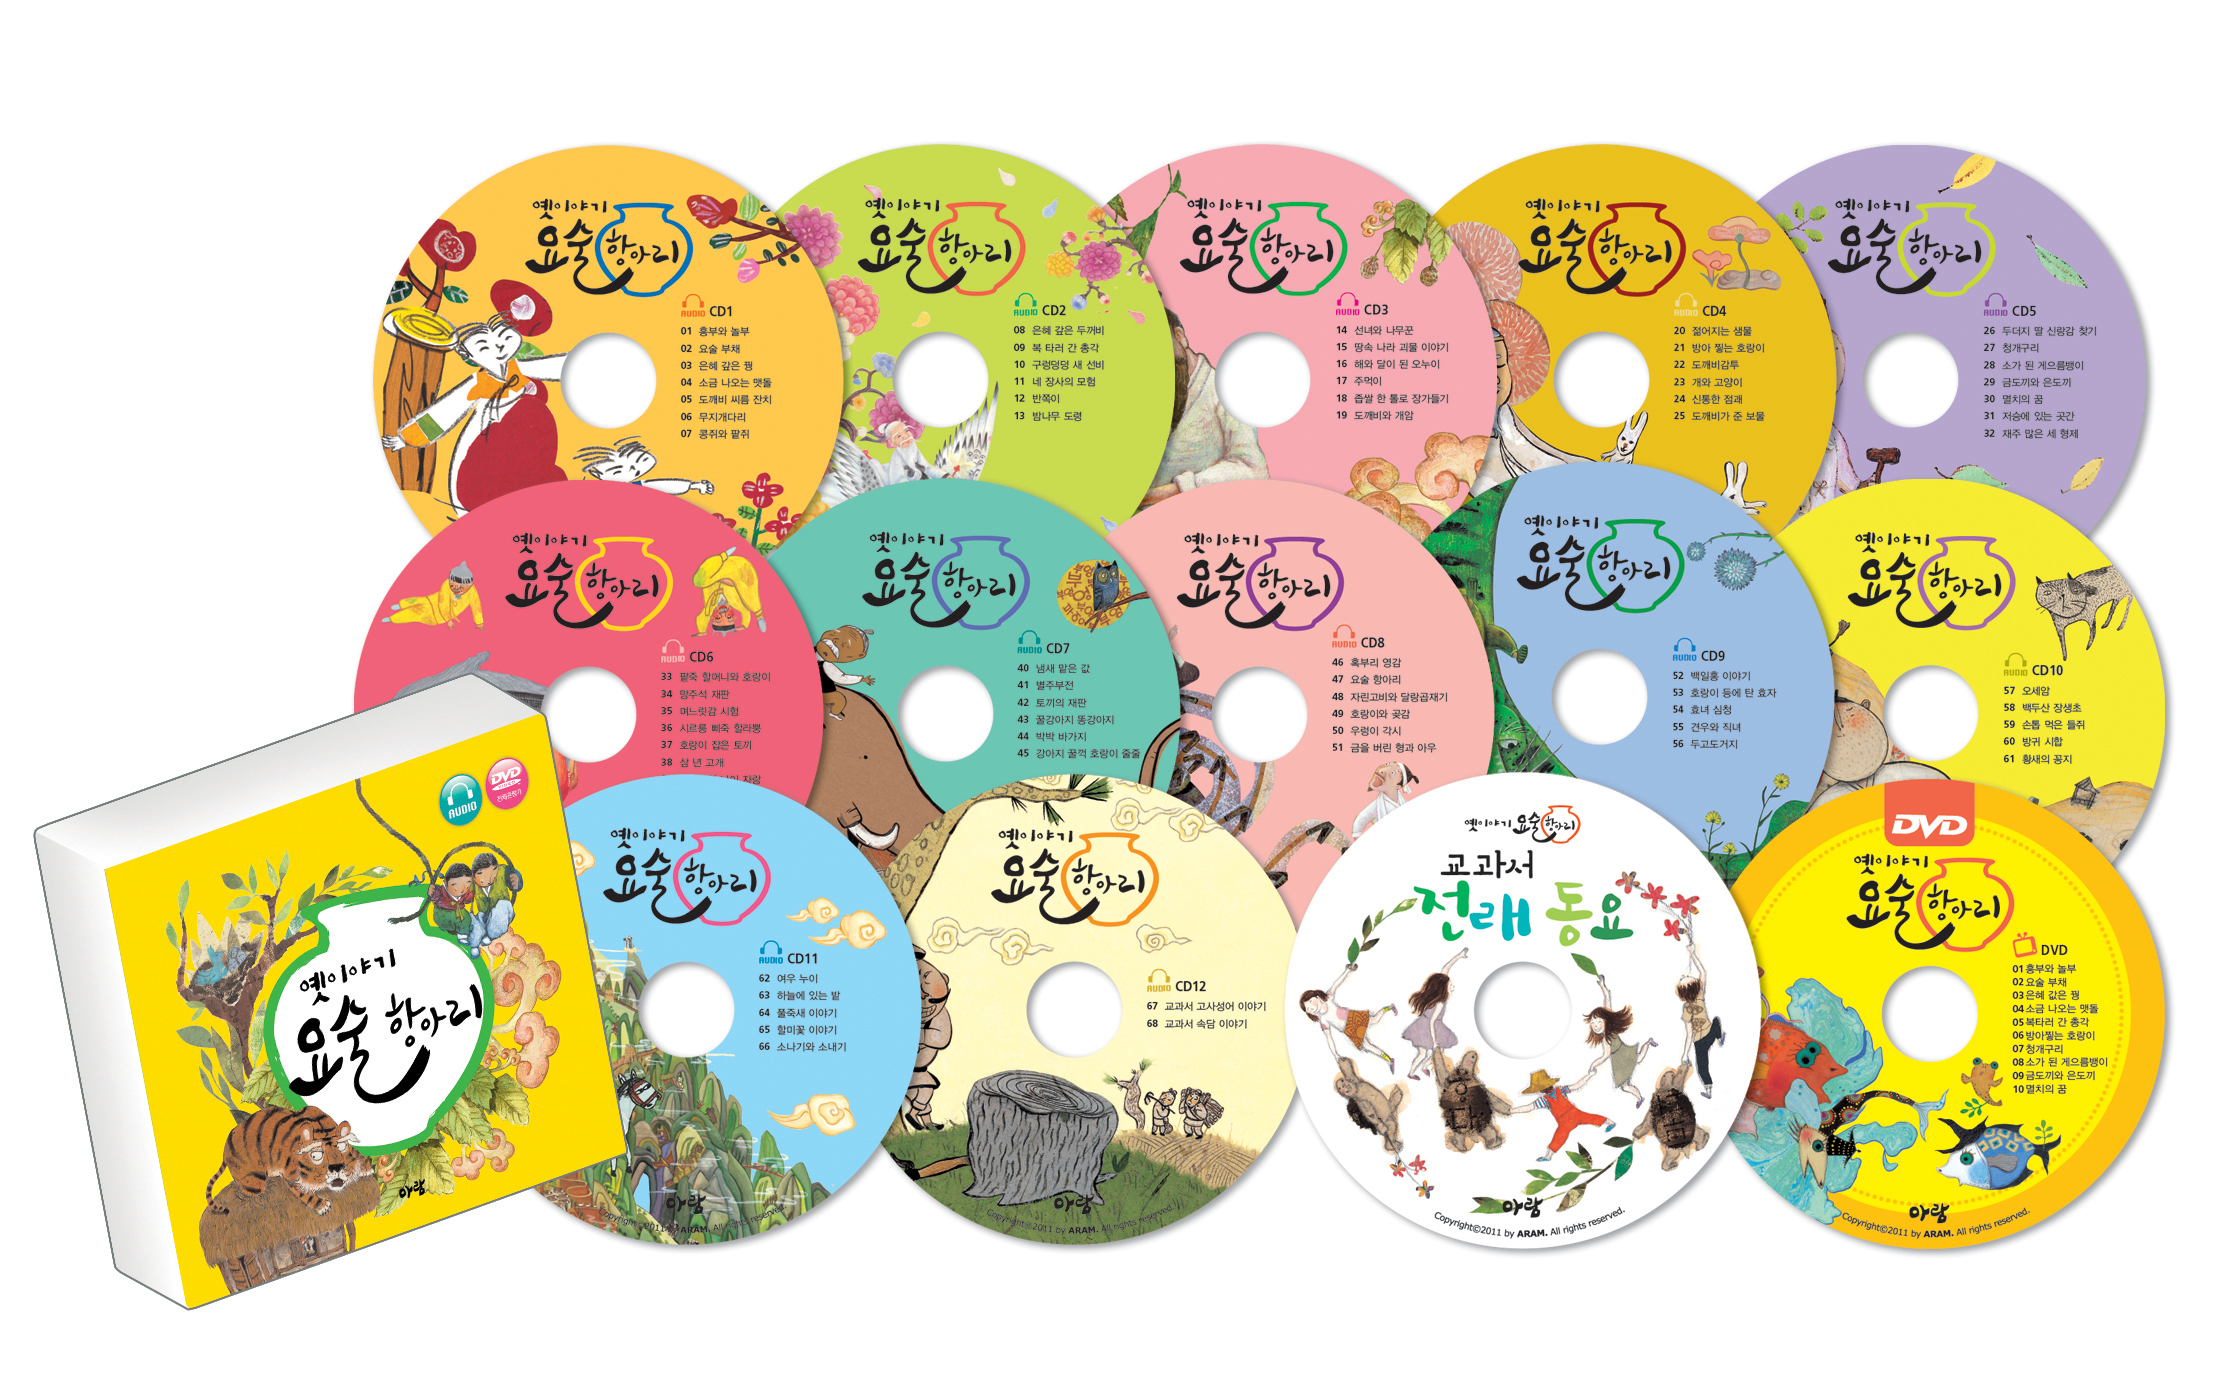 옛이야기
요술 항아리
AUDIO CD1
01 흥부와 놀부
02 요술 부채
03 은혜 갚은 꿩
04 소금 나오는 맷돌
05 도깨비 씨름 잔치
06 무지개다리
07 콩쥐와 팥쥐
옛이야기
요술 항아리
AUDIO CD2
08 은혜 갚은 두꺼비
09 복 타러 간 총각
10 구렁덩덩 새 선비
11 네 장사의 모험
12 반쪽이
13 밤나무 도령
옛이야기
요술 항아리
AUDIO CD3
14 선녀와 나무꾼
15 땅속 나라 괴물 이야기
16 해와 달이 된 오누이
17 주먹이
18 좁쌀 한 톨로 장가들기
19 도깨비와 개암
옛이야기
요술 항아리
AUDIO CD4
20 젊어지는 샘물
21 방아 찧는 호랑이
22 도깨비감투
23 개와 고양이
24 신통한 점괘
25 도깨비가 준 보물
옛이야기
요술 항아리
AUDIO CD5
26 두더지 딸 신랑감 찾기
27 청개구리
28 소가 된 게으름뱅이
29 금도끼와 은도끼
30 멸치의 꿈
31 저승에 있는 곳간
32 재주 많은 세 형제
옛이야기
요술 항아리
AUDIO CD6
33 팥죽 할머니와 호랑이
34 망주석 재판
35 며느릿감 시험
36 시르릉 삐죽 할라뿡
37 호랑이 잡은 토끼
38 삼 년 고개
옛이야기
요술 항아리
AUDIO CD7
40 냄새 맡은 값
41 별주부전
42 토끼의 재판
43 꿀강아지 똥강아지
44 박박 바가지
45 강아지 꿀꺽 호랑이 줄줄
옛이야기
요술 항아리
AUDIO CD8
46 혹부리 영감
47 요술 항아리
48 자린고비와 달랑곱재기
49 호랑이와 곶감
50 우렁이 각시
51 금을 버린 형과 아우
옛이야기
요술 항아리
AUDIO CD9
52 백일홍 이야기
53 호랑이 등에 탄 효자
54 효녀 심청
55 견우와 직녀
56 두고도거지
옛이야기
요술 항아리
AUDIO CD10
57 오세암
58 백두산 장생초
59 손톱 먹은 들쥐
60 방귀 시합
61 황새의 꽁지
AUDIO
DVD
VIDEO
옛이야기
요술 항아리
아람
옛이야기
요술 항아리
AUDIO CD11
62 여우 누이
63 하늘에 있는 밭
64 풀죽새 이야기
65 할미꽃 이야기
66 소나기와 소내기
아람
Copyright©2011 by ARAM. All rights reserved.
옛이야기
요술 항아리
AUDIO CD12
67 교과서 고사성어 이야기
68 교과서 속담 이야기
아람
Copyright©2011 by ARAM. All rights reserved.
옛이야기 요술 항아리
교과서
전래 동요
아람
Copyright©2011 by ARAM. All rights reserved.
DVD
옛이야기
요술 항아리
DVD
01 흥부와 놀부
02 요술 부채
03 은혜 갚은 꿩
04 소금 나오는 맷돌
05 복타러 간 총각
06 방아찧는 호랑이
07 청개구리
08 소가 된 게으름뱅이
09 금도끼와 은도끼
10 멸치의 꿈
아람
Copyright©2011 by ARAM. All rights reserved.